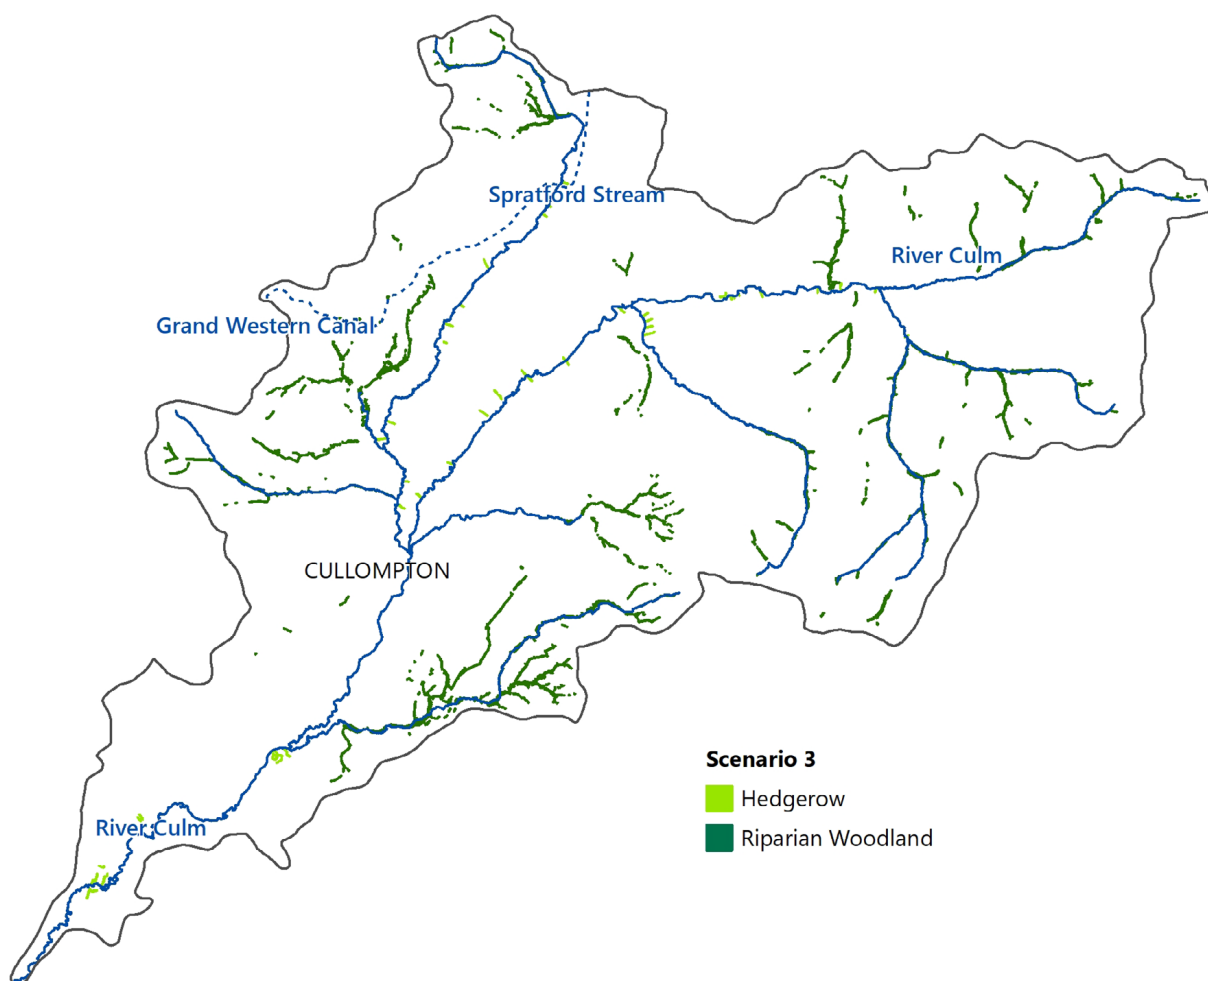 Spratford Stream
River Culm
Grand Western Canal
CULLOMPTON
Scenario 3
Hedgerow
River Culm
Riparian Woodland